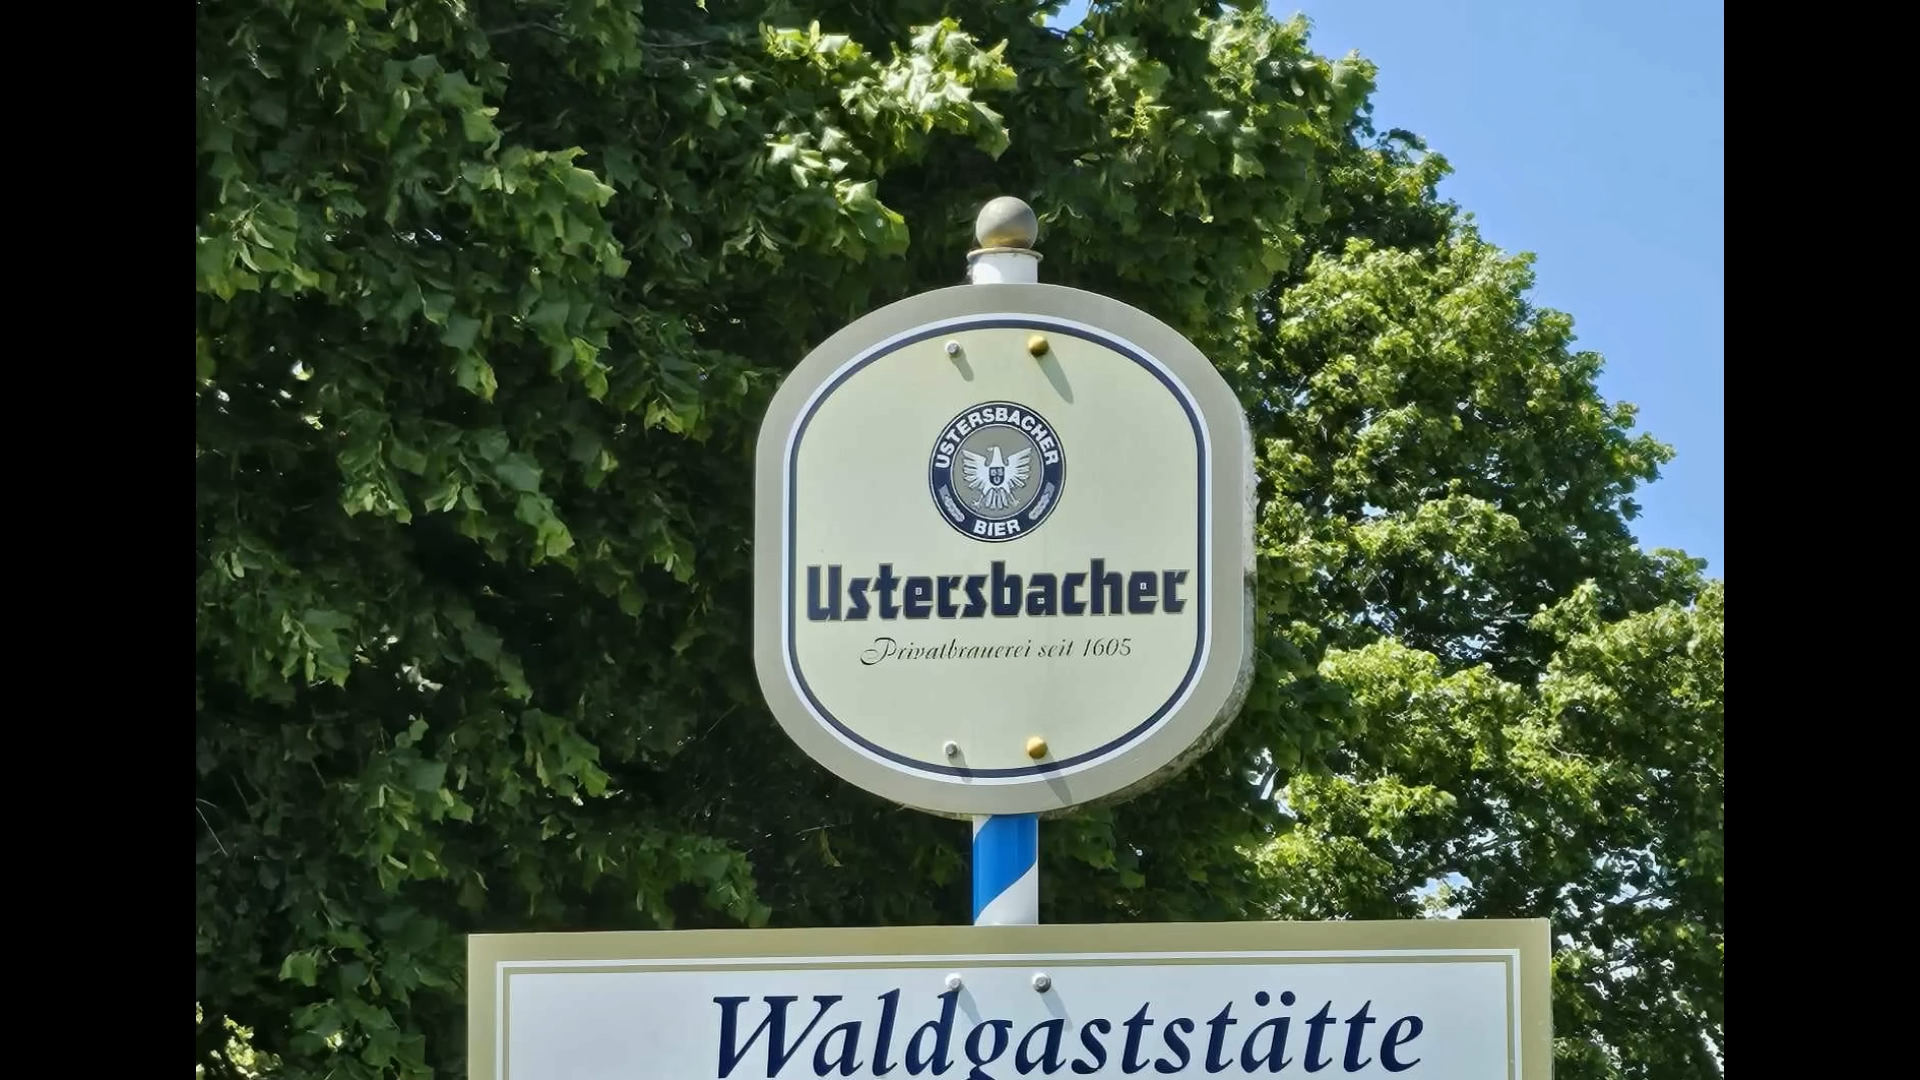 USTERSBACHER
BIER
Ustersbacher
Privatbrauerei seit 1605
Waldgaststätte